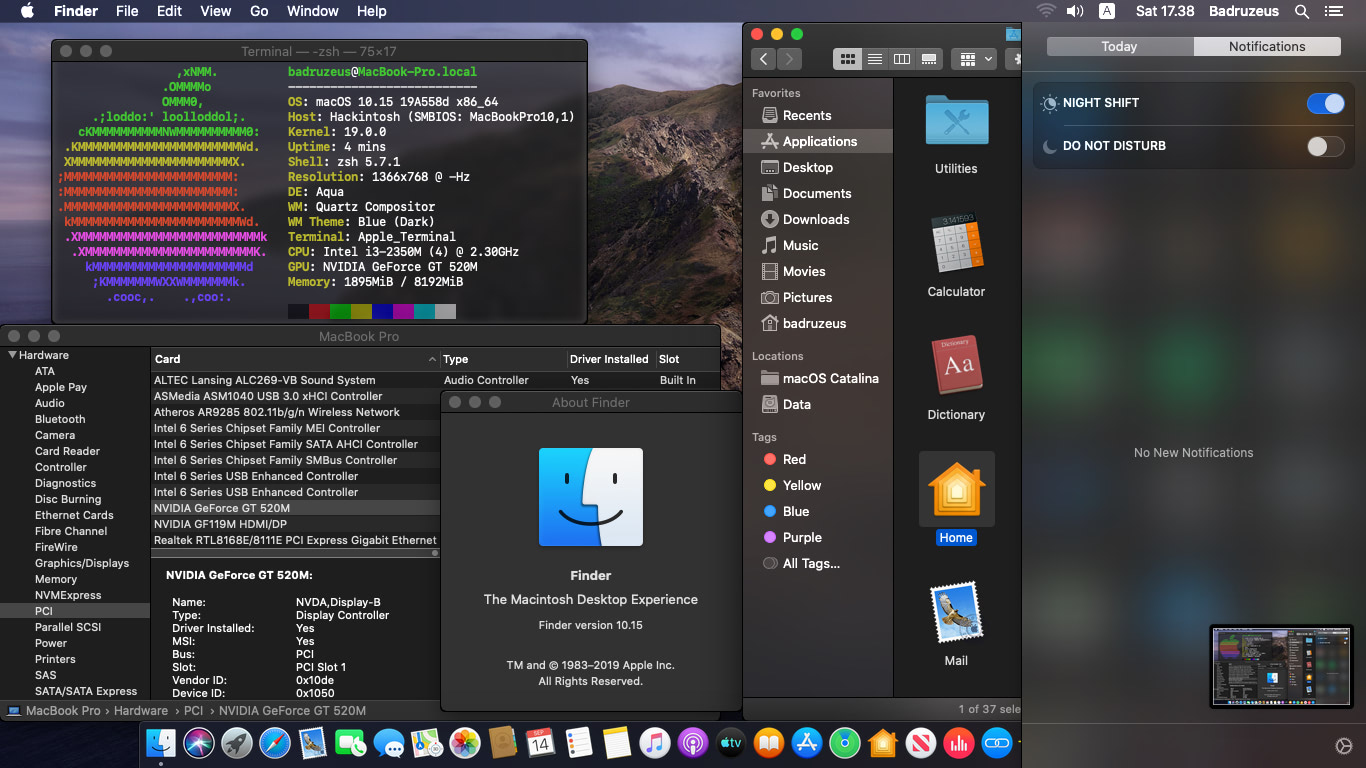 Finder File Edit View Go Window Help
A Sat 17.38 Badruzeus
Terminal — -zsh — 75×17
,xNMM.
.OMMMMo
OMMM0,
.;loddo:' loolloddol;.
cKMMMMMMMMMMNWMMMMMMMMMM0:
.KMMMMMMMMMMMMMMMMMMMMMMMWd.
XMMMMMMMMMMMMMMMMMMMMMMMX.
;MMMMMMMMMMMMMMMMMMMMMMMM:
:MMMMMMMMMMMMMMMMMMMMMMMM:
.MMMMMMMMMMMMMMMMMMMMMMMMX.
kMMMMMMMMMMMMMMMMMMMMMMMMWd.
.XMMMMMMMMMMMMMMMMMMMMMMMMMMk
.XMMMMMMMMMMMMMMMMMMMMMMMMK.
kMMMMMMMMMMMMMMMMMMMMMMd
;KMMMMMMMWXXWMMMMMMMk.
.cooc,. .,coo:.
badruzeus@MacBook-Pro.local
---------------------------
OS: macOS 10.15 19A558d x86_64
Host: Hackintosh (SMBIOS: MacBookPro10,1)
Kernel: 19.0.0
Uptime: 4 mins
Shell: zsh 5.7.1
Resolution: 1366x768 @ -Hz
DE: Aqua
WM: Quartz Compositor
WM Theme: Blue (Dark)
Terminal: Apple_Terminal
CPU: Intel i3-2350M (4) @ 2.30GHz
GPU: NVIDIA GeForce GT 520M
Memory: 1895MiB / 8192MiB
MacBook Pro
Hardware
ATA
Apple Pay
Audio
Bluetooth
Camera
Card Reader
Controller
Diagnostics
Disc Burning
Ethernet Cards
Fibre Channel
FireWire
Graphics/Displays
Memory
NVMExpress
PCI
Parallel SCSI
Power
Printers
SAS
SATA/SATA Express
Card Type Driver Installed Slot
ALTEC Lansing ALC269-VB Sound System Audio Controller Yes Built In
ASMedia ASM1040 USB 3.0 xHCI Controller
Atheros AR9285 802.11b/g/n Wireless Network
Intel 6 Series Chipset Family MEI Controller
Intel 6 Series Chipset Family SATA AHCI Controller
Intel 6 Series Chipset Family SMBus Controller
Intel 6 Series USB Enhanced Controller
Intel 6 Series USB Enhanced Controller
NVIDIA GeForce GT 520M
NVIDIA GF119M HDMI/DP
Realtek RTL8168E/8111E PCI Express Gigabit Ethernet
NVIDIA GeForce GT 520M:
Name: NVDA,Display-B
Type: Display Controller
Driver Installed: Yes
MSI: Yes
Bus: PCI
Slot: PCI Slot 1
Vendor ID: 0x10de
Device ID: 0x1050
MacBook Pro › Hardware › PCI › NVIDIA GeForce GT 520M
About Finder
Finder
The Macintosh Desktop Experience
Finder version 10.15
TM and © 1983–2019 Apple Inc.
All Rights Reserved.
Favorites
Recents
Applications
Desktop
Documents
Downloads
Music
Movies
Pictures
badruzeus
Locations
macOS Catalina
Data
Tags
Red
Yellow
Blue
Purple
All Tags...
Utilities
3.141593
Calculator
Dictionary
Aa
Dictionary
Home
Mail
1 of 37 sele
Today Notifications
NIGHT SHIFT
DO NOT DISTURB
No New Notifications
SEP
14
tv